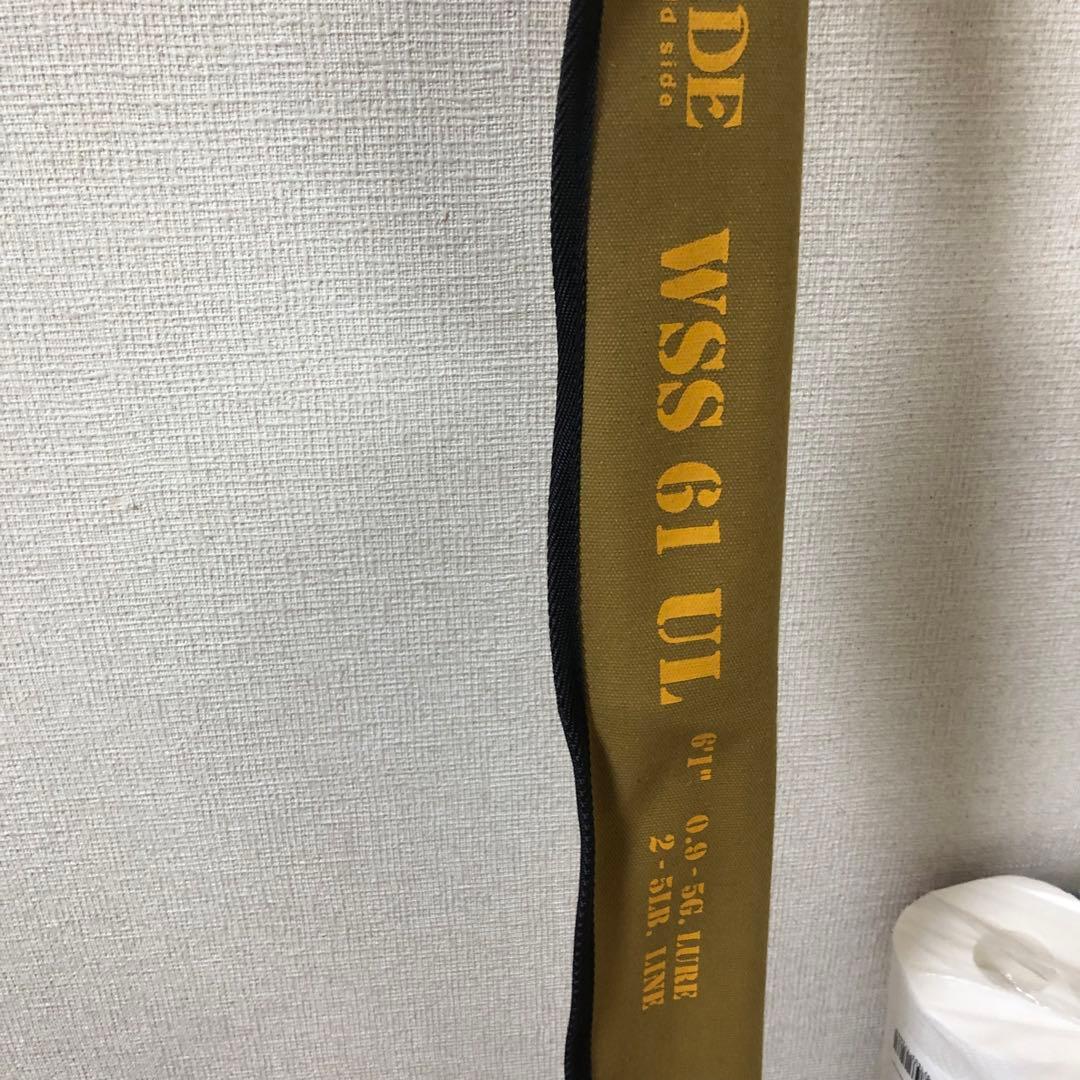 DE
d side
WSS 61 UL
6'1" 0.9-5G. LURE
2-5LB. LINE